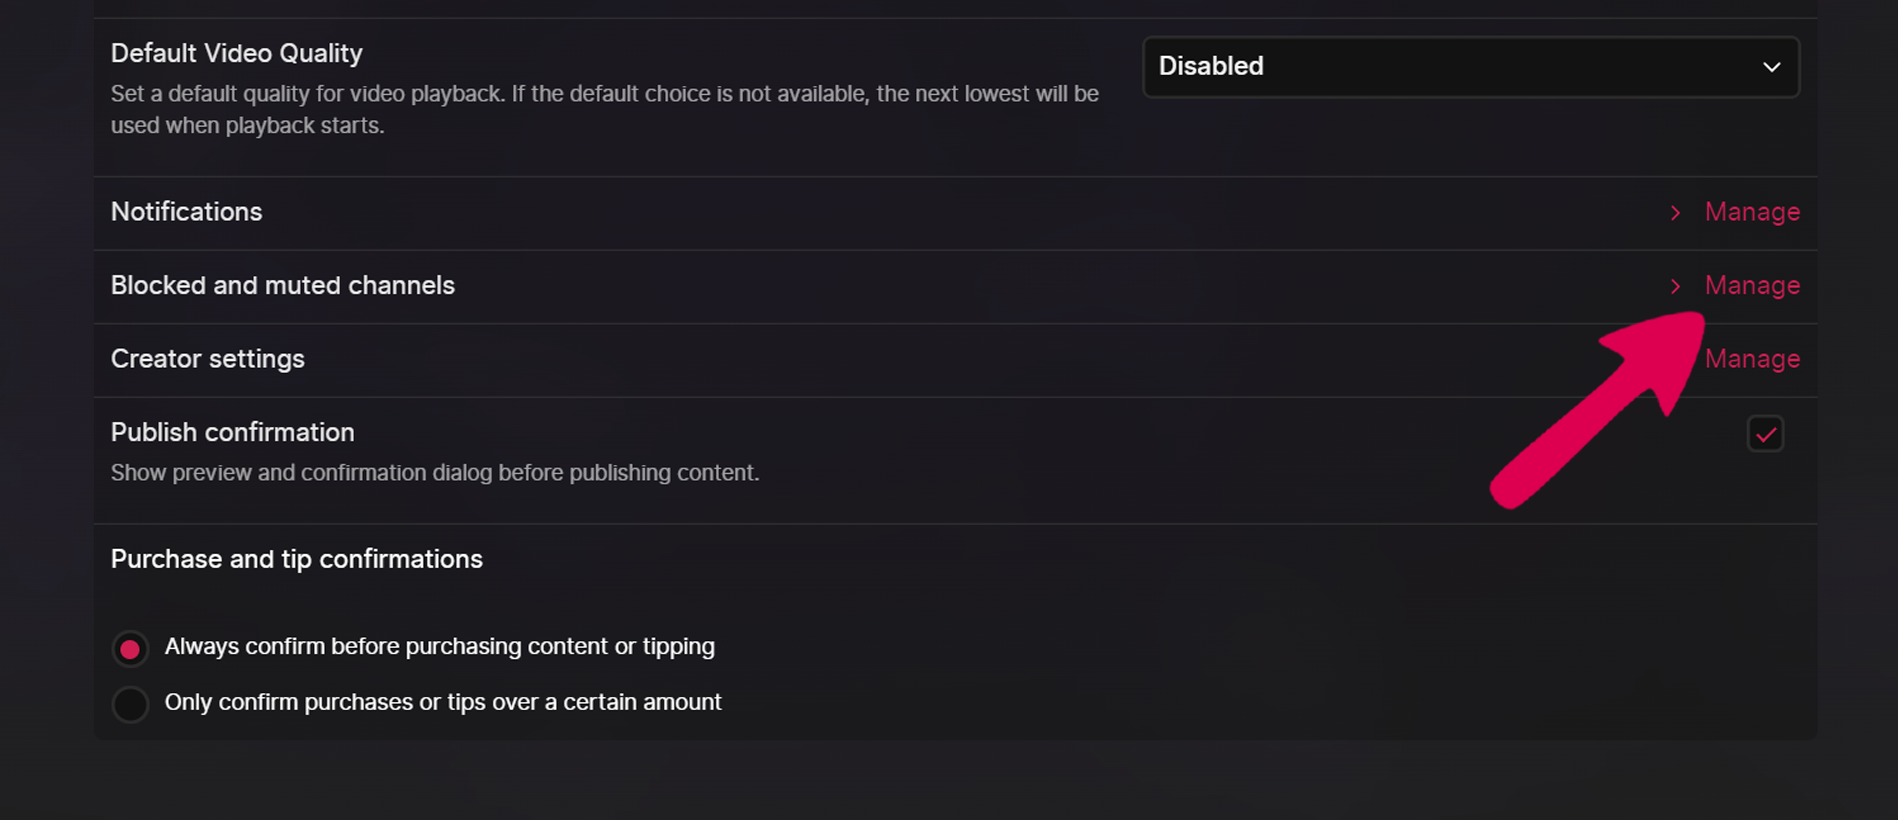 Default Video Quality
Disabled
Set a default quality for video playback. If the default choice is not available, the next lowest will be
used when playback starts.
Notifications
Manage
Blocked and muted channels
Manage
Creator settings
Manage
Publish confirmation
Show preview and confirmation dialog before publishing content.
Purchase and tip confirmations
Always confirm before purchasing content or tipping
Only confirm purchases or tips over a certain amount